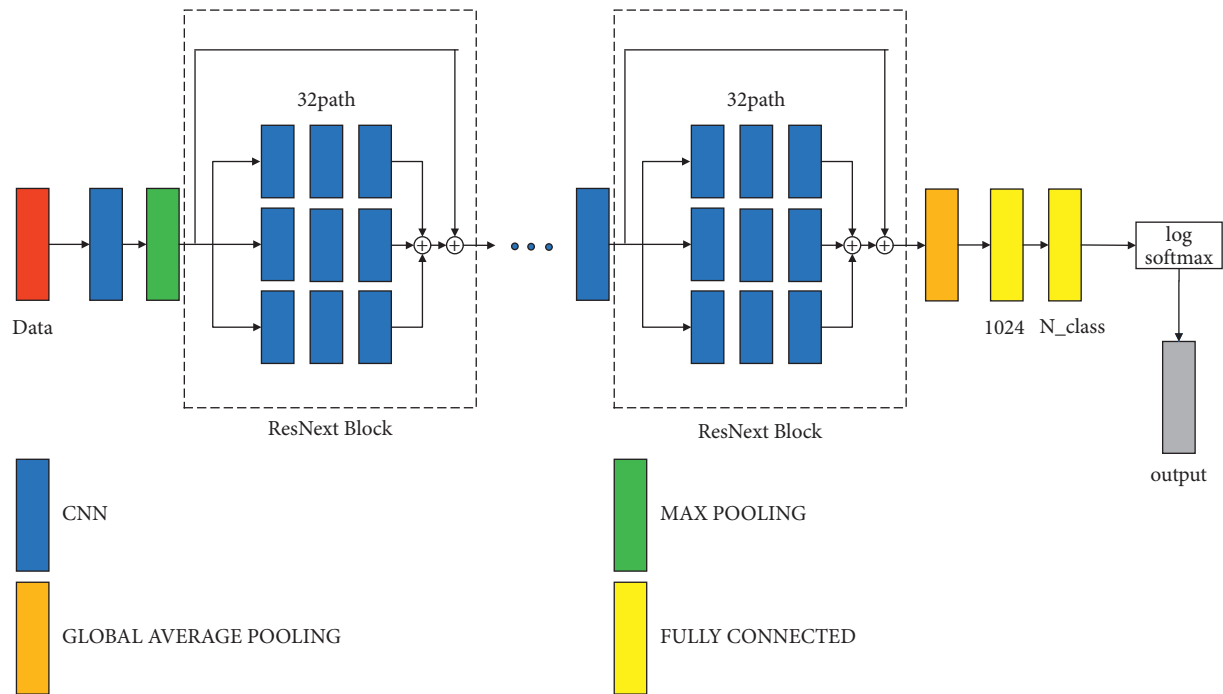 32path
32path
Data
1024
N_class
log
softmax
ResNext Block
ResNext Block
output
CNN
MAX POOLING
GLOBAL AVERAGE POOLING
FULLY CONNECTED